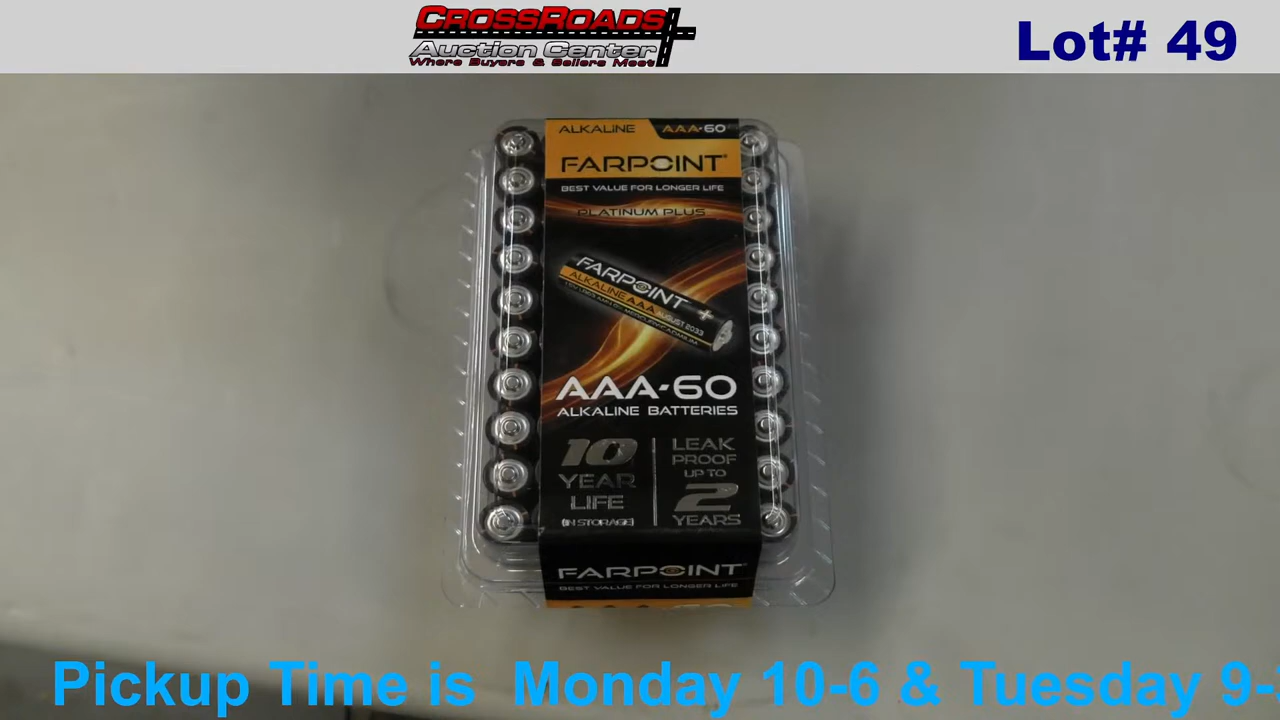 CrossRoads
Auction Center
Where Buyers & Sellers Meet
Lot# 49
ALKALINE AAA-60
FARPOINT
BEST VALUE FOR LONGER LIFE
PLATINUM PLUS
FARPOINT
ALKALINE AAA AUGUST 2033
AAA-60
ALKALINE BATTERIES
10
YEAR
LIFE
(IN STORAGE)
LEAK
PROOF
UP TO
2
YEARS
FARPOINT
BEST VALUE FOR LONGER LIFE
Pickup Time is Monday 10-6 & Tuesday 9-